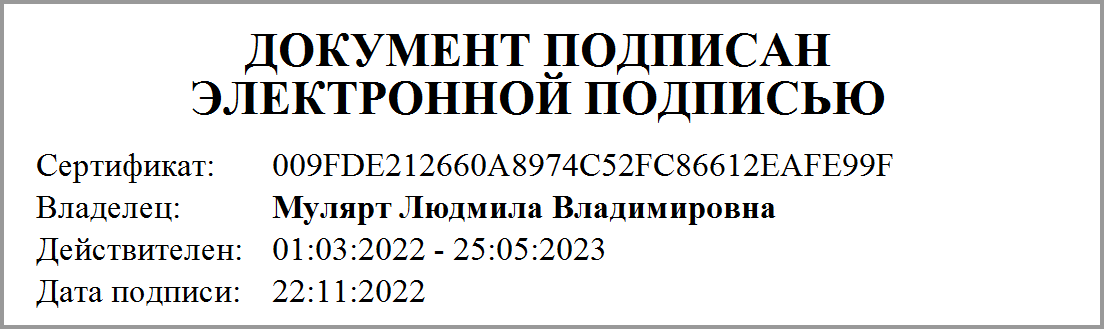 ДОКУМЕНТ ПОДПИСАН
ЭЛЕКТРОННОЙ ПОДПИСЬЮ
Сертификат: 009FDE212660A8974C52FC86612EAFE99F
Владелец: Мулярт Людмила Владимировна
Действителен: 01:03:2022 - 25:05:2023
Дата подписи: 22:11:2022